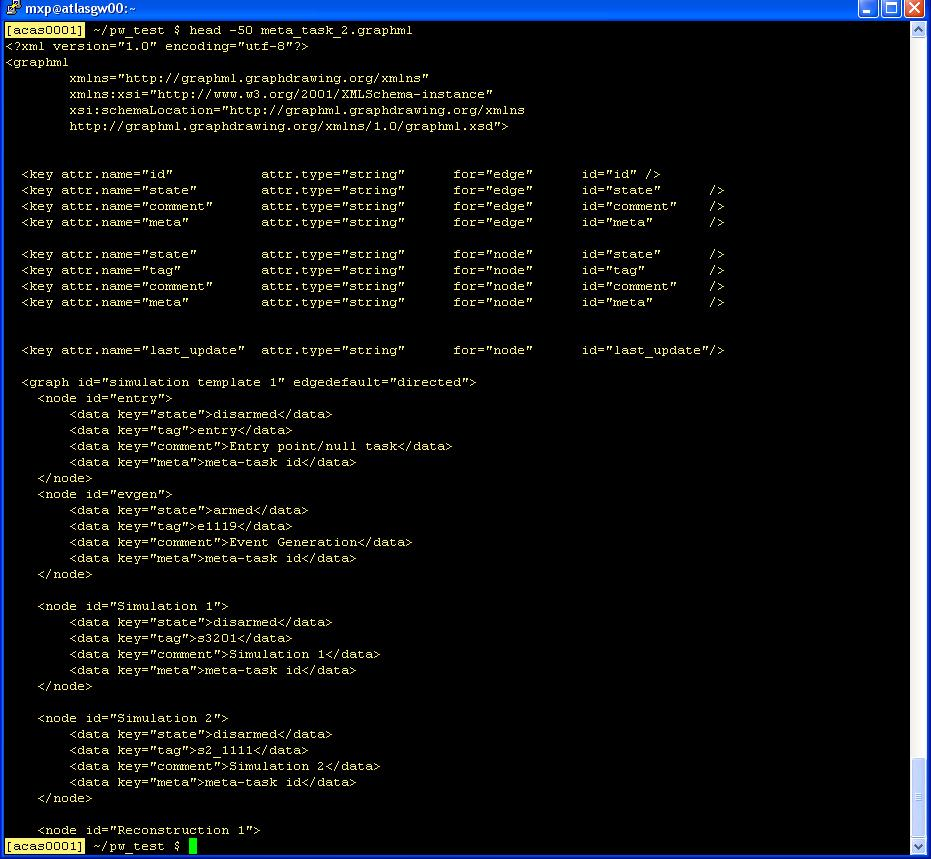 mxp@atlasgw00:~
[acas0001] ~/pw_test $ head -50 meta_task_2.graphml
<?xml version="1.0" encoding="utf-8"?>
<graphml
        xmlns="http://graphml.graphdrawing.org/xmlns"
        xmlns:xsi="http://www.w3.org/2001/XMLSchema-instance"
        xsi:schemaLocation="http://graphml.graphdrawing.org/xmlns
        http://graphml.graphdrawing.org/xmlns/1.0/graphml.xsd">
  <key attr.name="id"           attr.type="string"      for="edge"      id="id" />
  <key attr.name="state"        attr.type="string"      for="edge"      id="state"      />
  <key attr.name="comment"      attr.type="string"      for="edge"      id="comment"    />
  <key attr.name="meta"         attr.type="string"      for="edge"      id="meta"       />
  <key attr.name="state"        attr.type="string"      for="node"      id="state"      />
  <key attr.name="tag"          attr.type="string"      for="node"      id="tag"        />
  <key attr.name="comment"      attr.type="string"      for="node"      id="comment"    />
  <key attr.name="meta"         attr.type="string"      for="node"      id="meta"       />
  <key attr.name="last_update"  attr.type="string"      for="node"      id="last_update"/>
  <graph id="simulation template 1" edgedefault="directed">
    <node id="entry">
        <data key="state">disarmed</data>
        <data key="tag">entry</data>
        <data key="comment">Entry point/null task</data>
        <data key="meta">meta-task id</data>
    </node>
    <node id="evgen">
        <data key="state">armed</data>
        <data key="tag">e1119</data>
        <data key="comment">Event Generation</data>
        <data key="meta">meta-task id</data>
    </node>
    <node id="Simulation 1">
        <data key="state">disarmed</data>
        <data key="tag">s3201</data>
        <data key="comment">Simulation 1</data>
        <data key="meta">meta-task id</data>
    </node>
    <node id="Simulation 2">
        <data key="state">disarmed</data>
        <data key="tag">s2_1111</data>
        <data key="comment">Simulation 2</data>
        <data key="meta">meta-task id</data>
    </node>
    <node id="Reconstruction 1">
[acas0001] ~/pw_test $